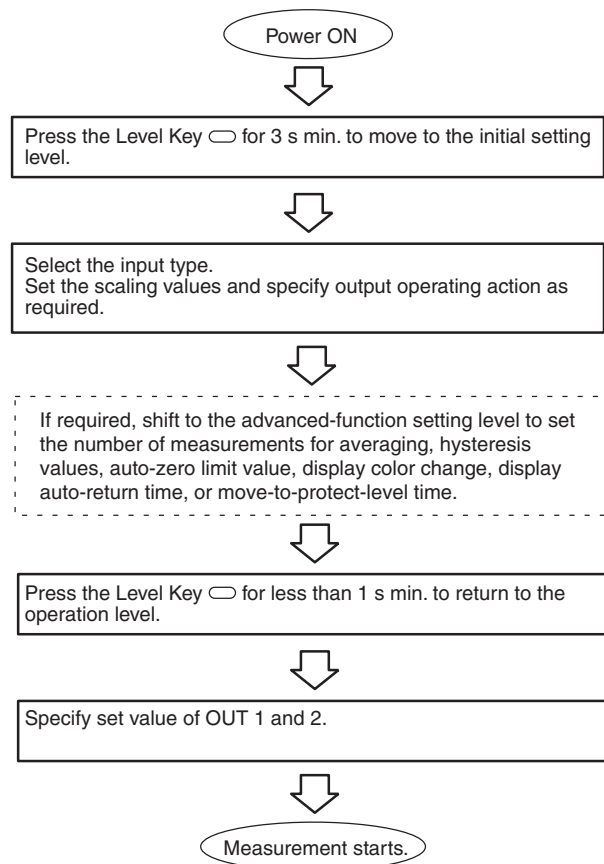 Power ON
Press the Level Key for 3 s min. to move to the initial setting
level.
Select the input type.
Set the scaling values and specify output operating action as
required.
If required, shift to the advanced-function setting level to set
the number of measurements for averaging, hysteresis
values, auto-zero limit value, display color change, display
auto-return time, or move-to-protect-level time.
Press the Level Key for less than 1 s min. to return to the
operation level.
Specify set value of OUT 1 and 2.
Measurement starts.